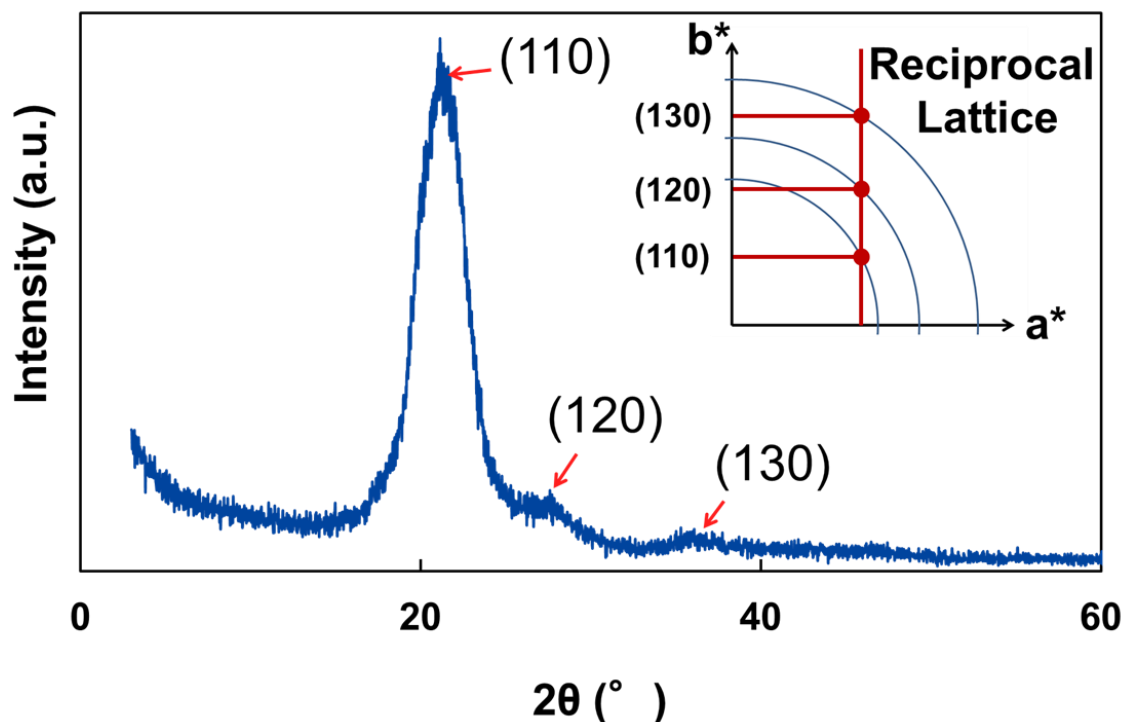 (110)
b*
Reciprocal
Lattice
(130)
(120)
(110)
a*
Intensity (a.u.)
(120)
(130)
0
20
40
60
2θ (° )